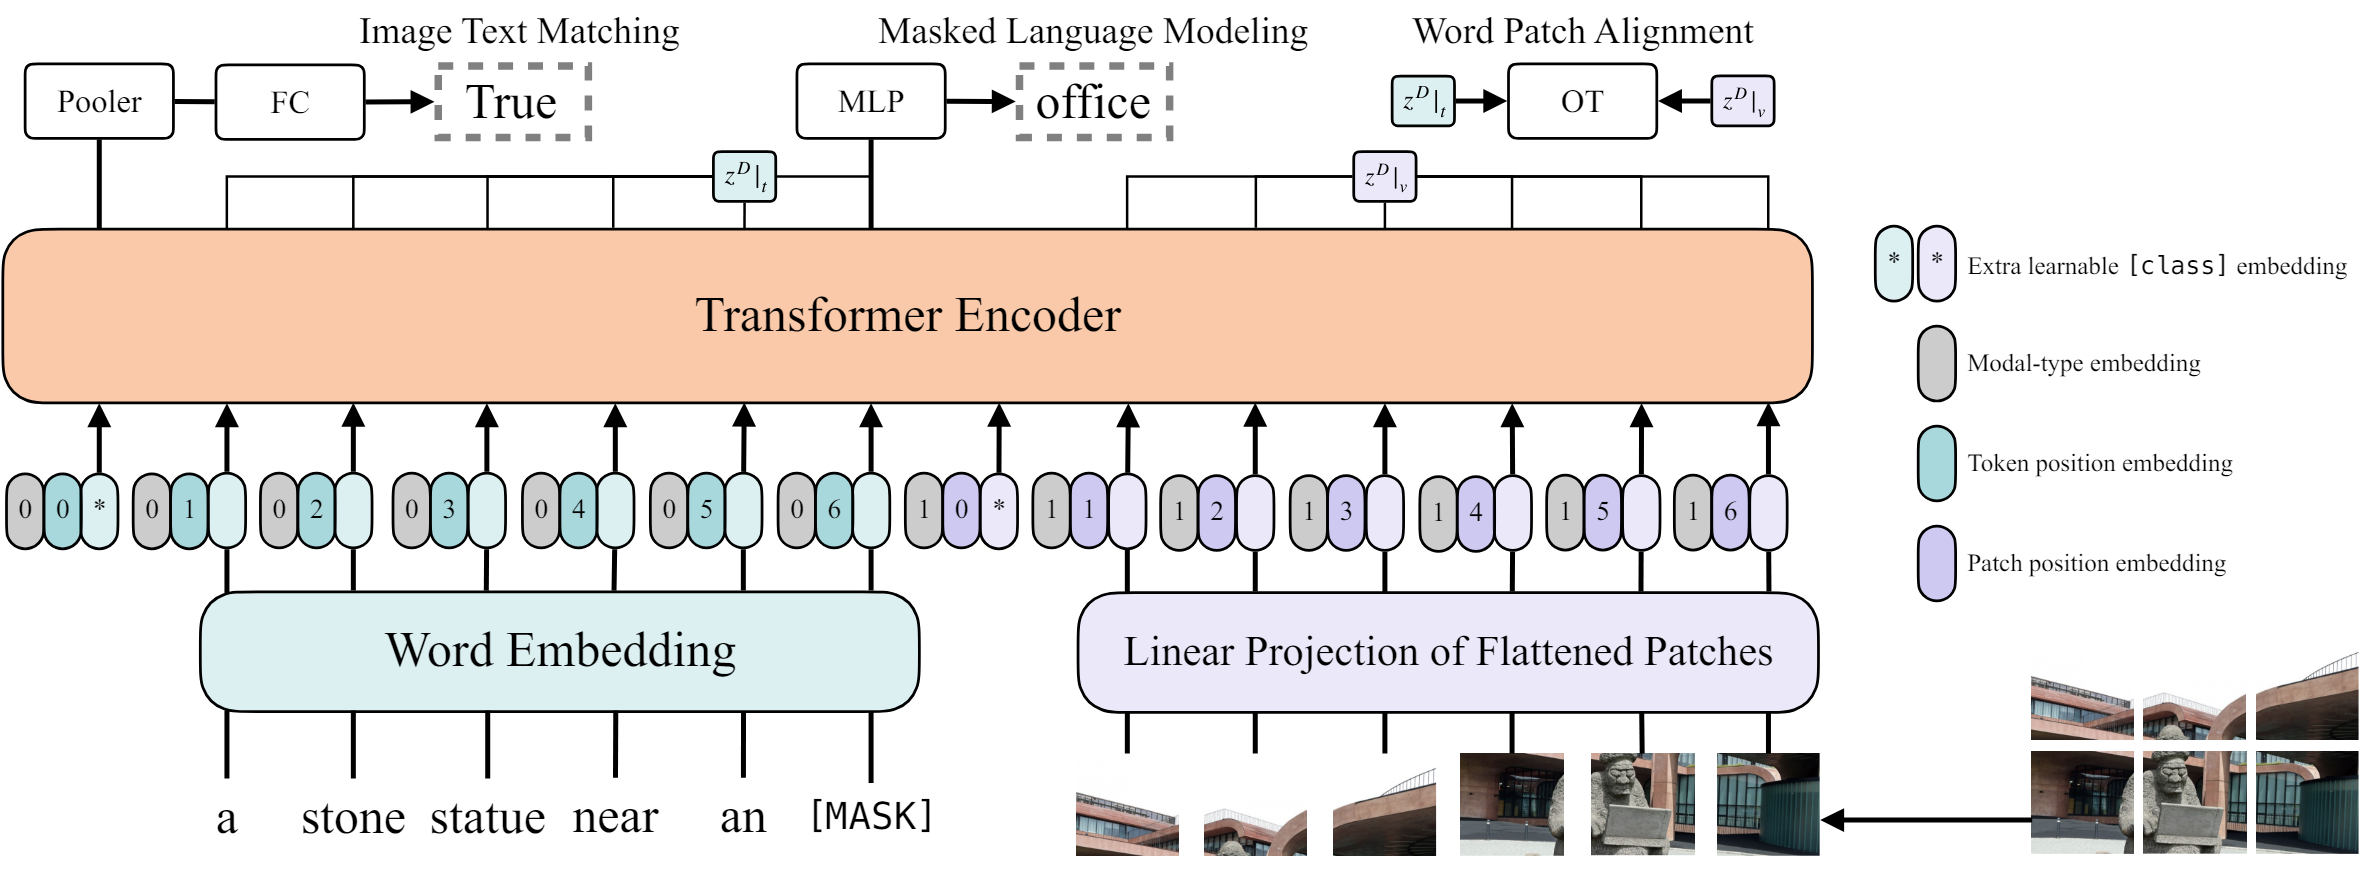 Image Text Matching
Masked Language Modeling
Word Patch Alignment
Pooler
FC
True
MLP
office
z^D|_t
OT
z^D|_v
z^D|_t
z^D|_v
Transformer Encoder
* * Extra learnable [class] embedding
Modal-type embedding
Token position embedding
Patch position embedding
0 0 *
0 1
0 2
0 3
0 4
0 5
0 6
1 0 *
1 1
1 2
1 3
1 4
1 5
1 6
Word Embedding
Linear Projection of Flattened Patches
a stone statue near an [MASK]